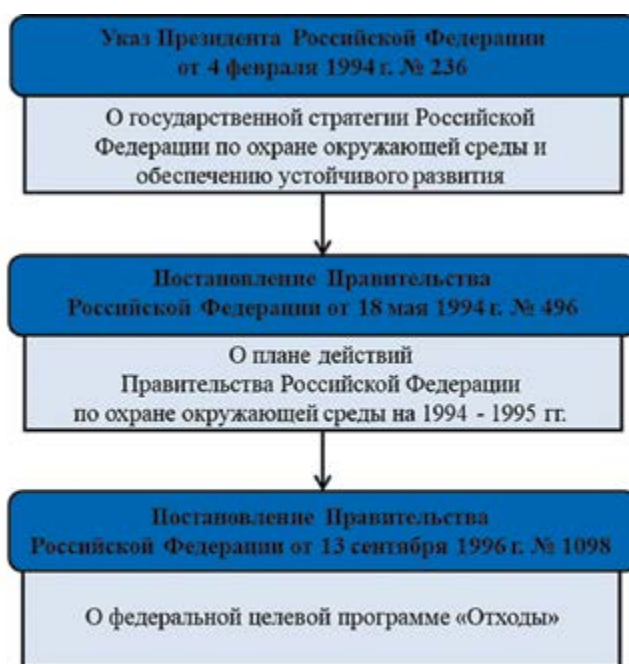 Указ Президента Российской Федерации
от 4 февраля 1994 г. № 236
О государственной стратегии Российской
Федерации по охране окружающей среды и
обеспечению устойчивого развития
Постановление Правительства
Российской Федерации от 18 мая 1994 г. № 496
О плане действий
Правительства Российской Федерации
по охране окружающей среды на 1994 - 1995 гг.
Постановление Правительства
Российской Федерации от 13 сентября 1996 г. № 1098
О федеральной целевой программе «Отходы»